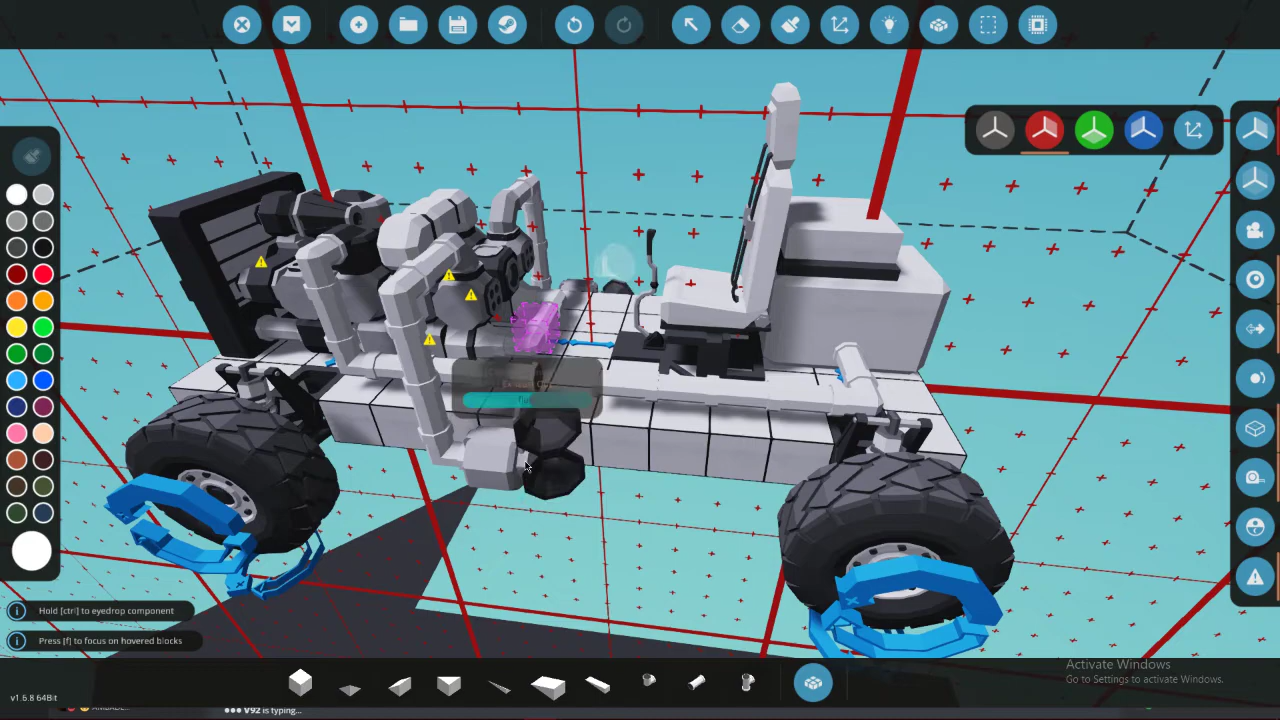 Hold [ctrl] to eyedrop component
Press [f] to focus on hovered blocks
Activate Windows
Go to Settings to activate Windows.
v1.6.8 64Bit
V92 is typing...